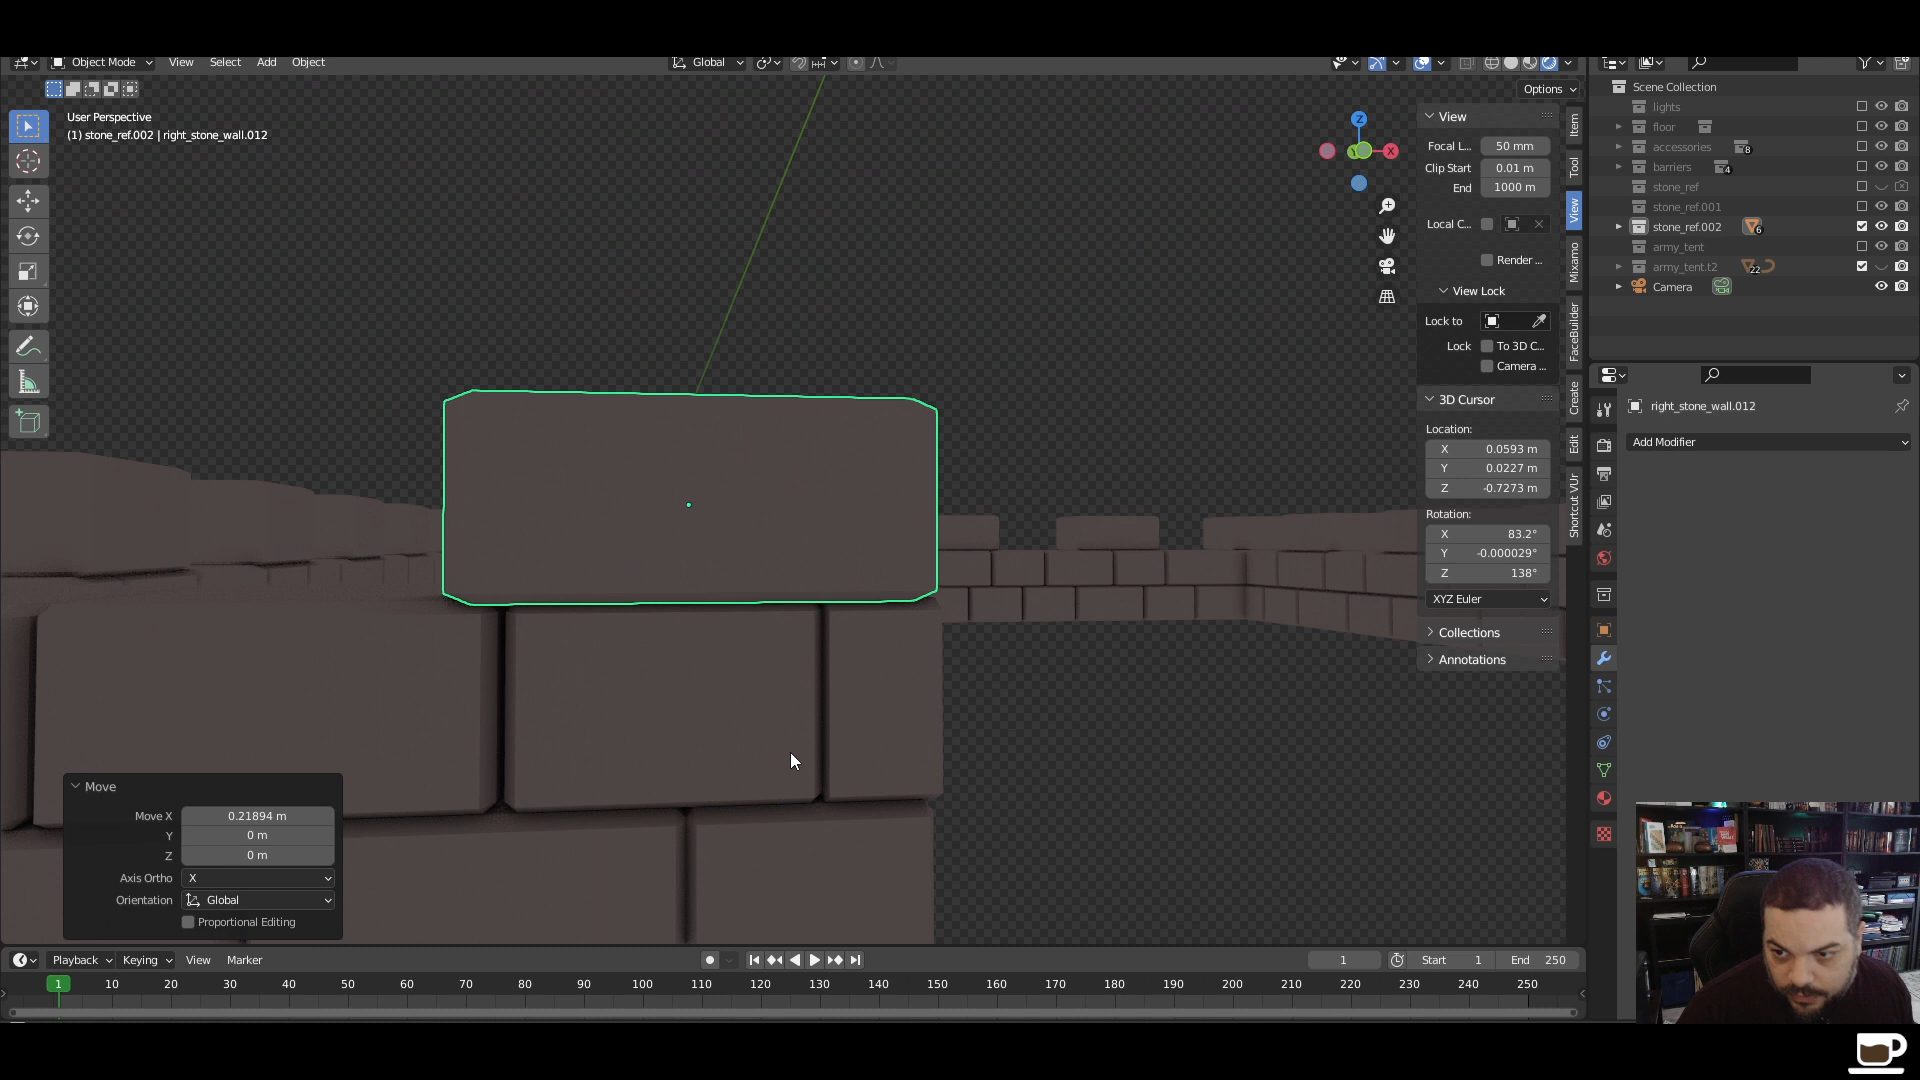 Object Mode View Select Add Object Global
Options
User Perspective
(1) stone_ref.002 | right_stone_wall.012
Z
Y
X
View
Focal L... 50 mm
Clip Start 0.01 m
End 1000 m
Local C...
Render ...
View Lock
Lock to
Lock To 3D C...
Camera ...
3D Cursor
Location:
X 0.0593 m
Y 0.0227 m
Z -0.7273 m
Rotation:
X 83.2°
Y -0.000029°
Z 138°
XYZ Euler
Collections
Annotations
Item
Tool
View
Mixamo
FaceBuilder
Create
Edit
Shortcut VUr
Scene Collection
lights
floor
accessories 8
barriers 4
stone_ref
stone_ref.001
stone_ref.002 6
army_tent
army_tent.t2 22
Camera
right_stone_wall.012
Add Modifier
Move
Move X 0.21894 m
Y 0 m
Z 0 m
Axis Ortho X
Orientation Global
Proportional Editing
Playback Keying View Marker 1 Start 1 End 250
1 10 20 30 40 50 60 70 80 90 100 110 120 130 140 150 160 170 180 190 200 210 220 230 240 250